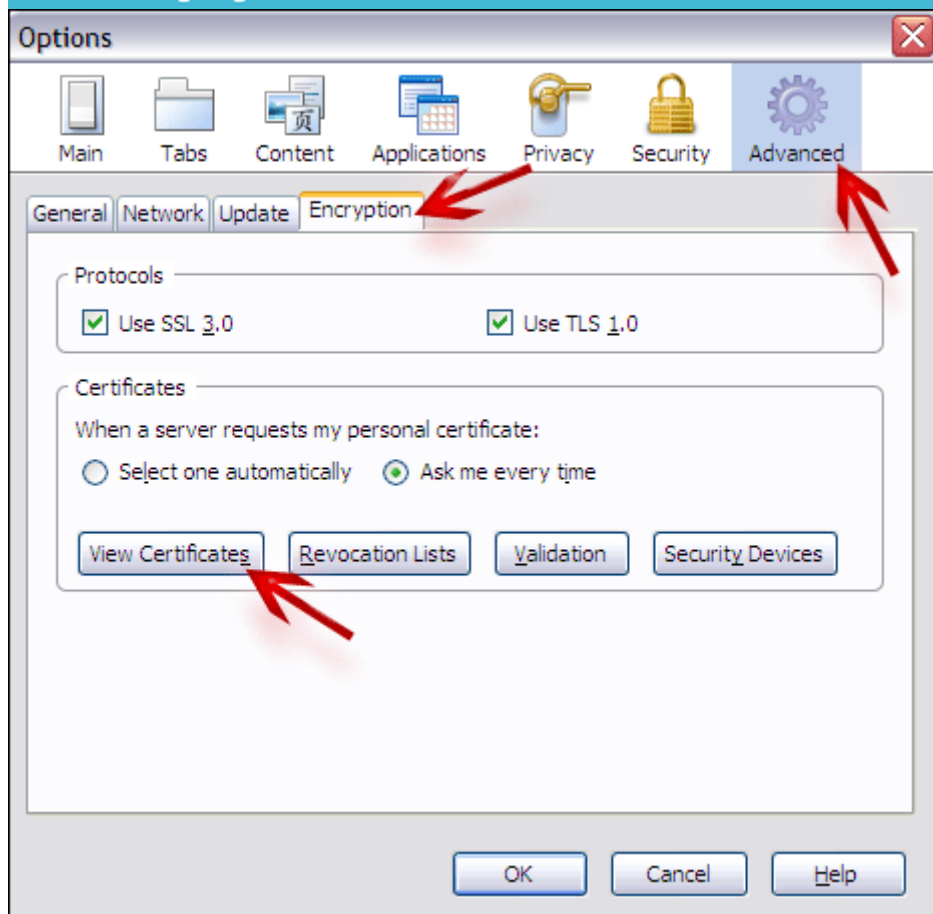 Options
Main Tabs Content Applications Privacy Security Advanced
页
General Network Update Encryption
Protocols
Use SSL 3.0 Use TLS 1.0
Certificates
When a server requests my personal certificate:
Select one automatically Ask me every time
View Certificates Revocation Lists Validation Security Devices
OK Cancel Help